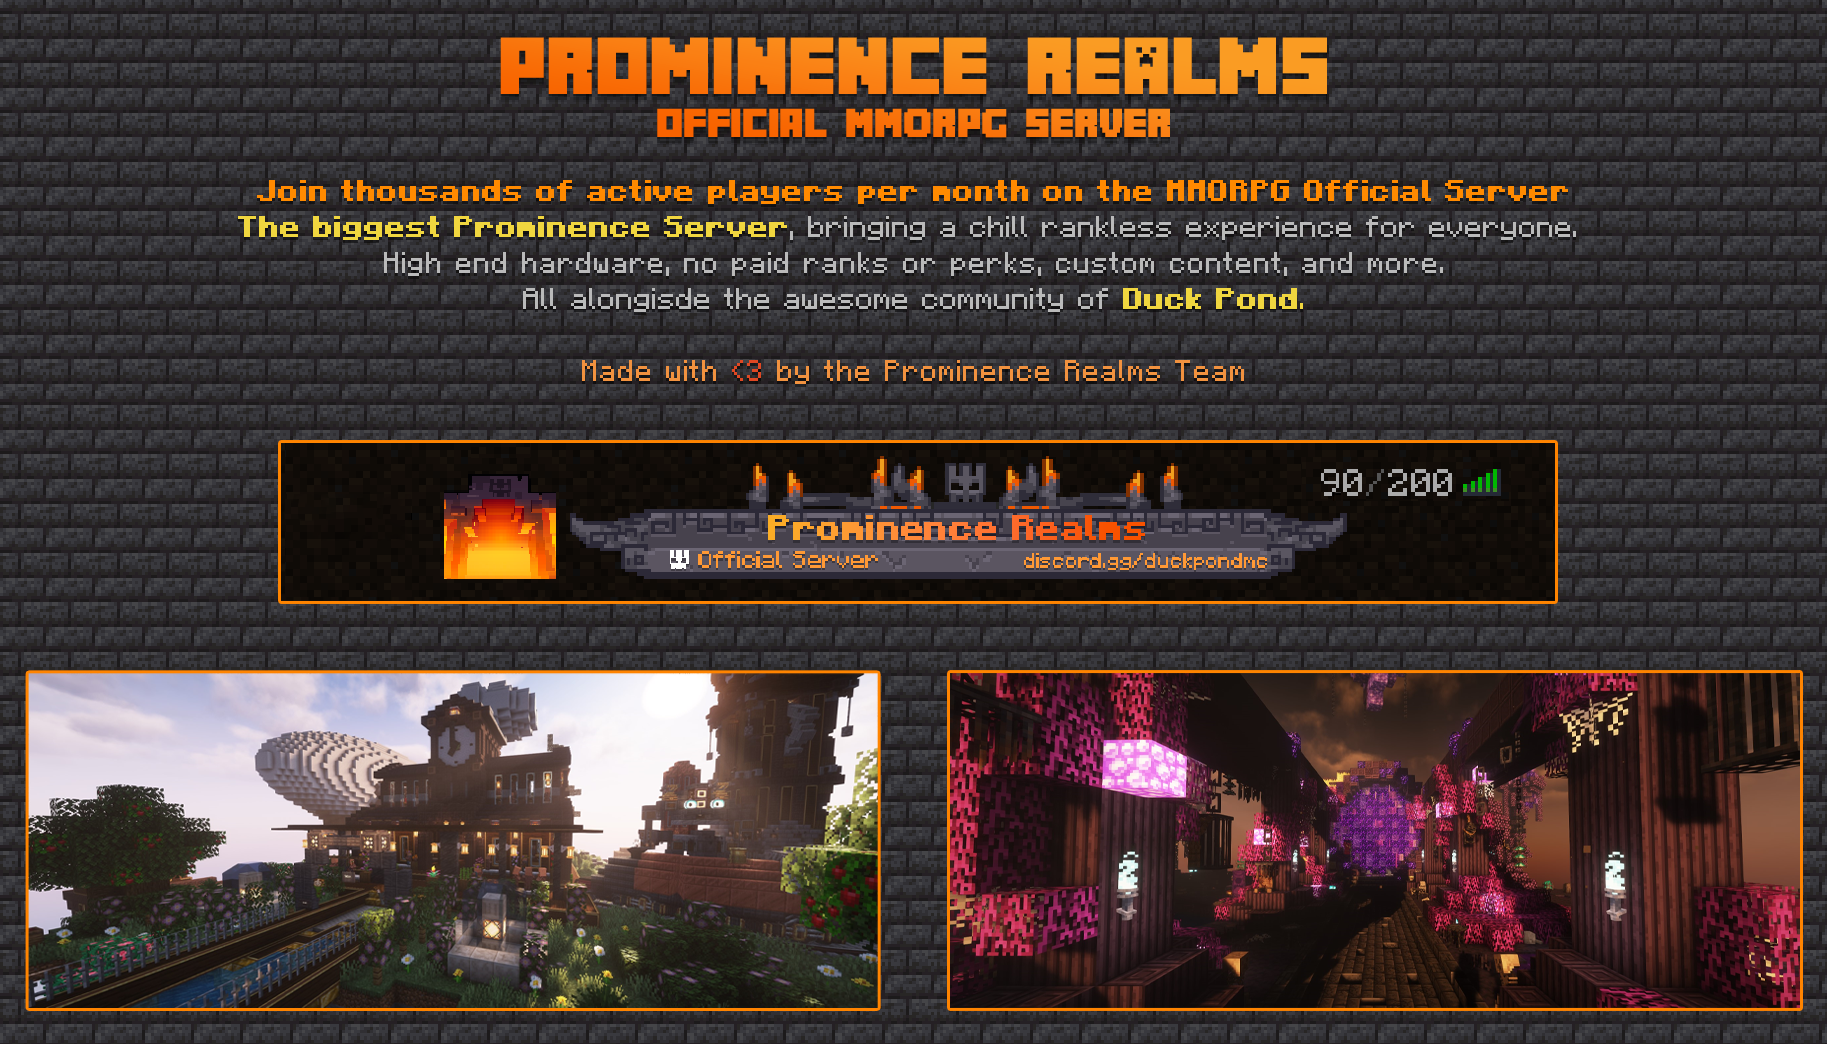 PROMINENCE REALMS
OFFICIAL MMORPG SERVER
Join thousands of active players per month on the MMORPG Official Server
The biggest Prominence Server, bringing a chill rankless experience for everyone.
High end hardware, no paid ranks or perks, custom content, and more.
All alongisde the awesome community of Duck Pond.
Made with <3 by the Prominence Realms Team
90/200
Prominence Realms
Official Server discord.gg/duckpondmc